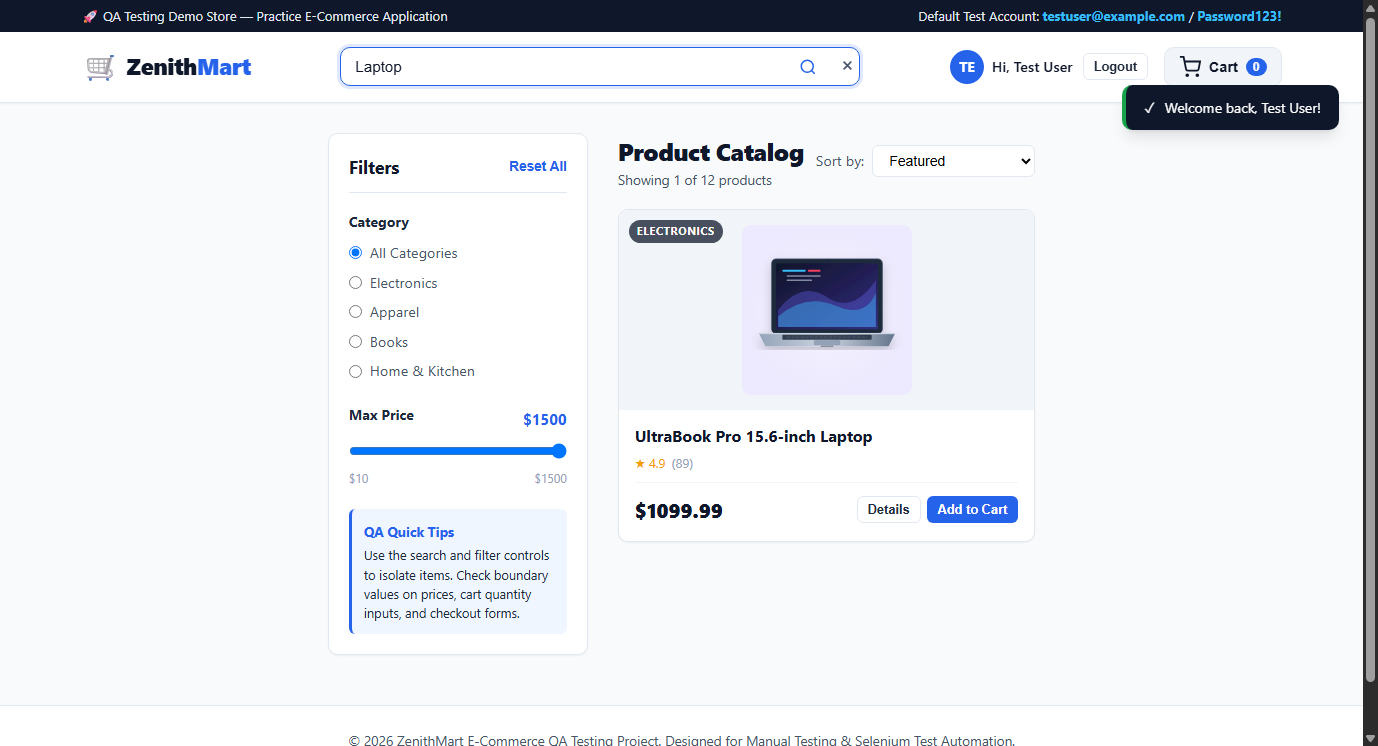 🚀 QA Testing Demo Store — Practice E-Commerce Application
Default Test Account: testuser@example.com / Password123!
ZenithMart
Laptop
✕
TE
Hi, Test User
Logout
Cart 0
✓ Welcome back, Test User!
Filters
Reset All
Category
All Categories
Electronics
Apparel
Books
Home & Kitchen
Max Price
$1500
$10
$1500
QA Quick Tips
Use the search and filter controls
to isolate items. Check boundary
values on prices, cart quantity
inputs, and checkout forms.
Product Catalog
Showing 1 of 12 products
Sort by:
Featured
ELECTRONICS
UltraBook Pro 15.6-inch Laptop
★ 4.9 (89)
$1099.99
Details
Add to Cart
© 2026 ZenithMart E-Commerce QA Testing Project. Designed for Manual Testing & Selenium Test Automation.